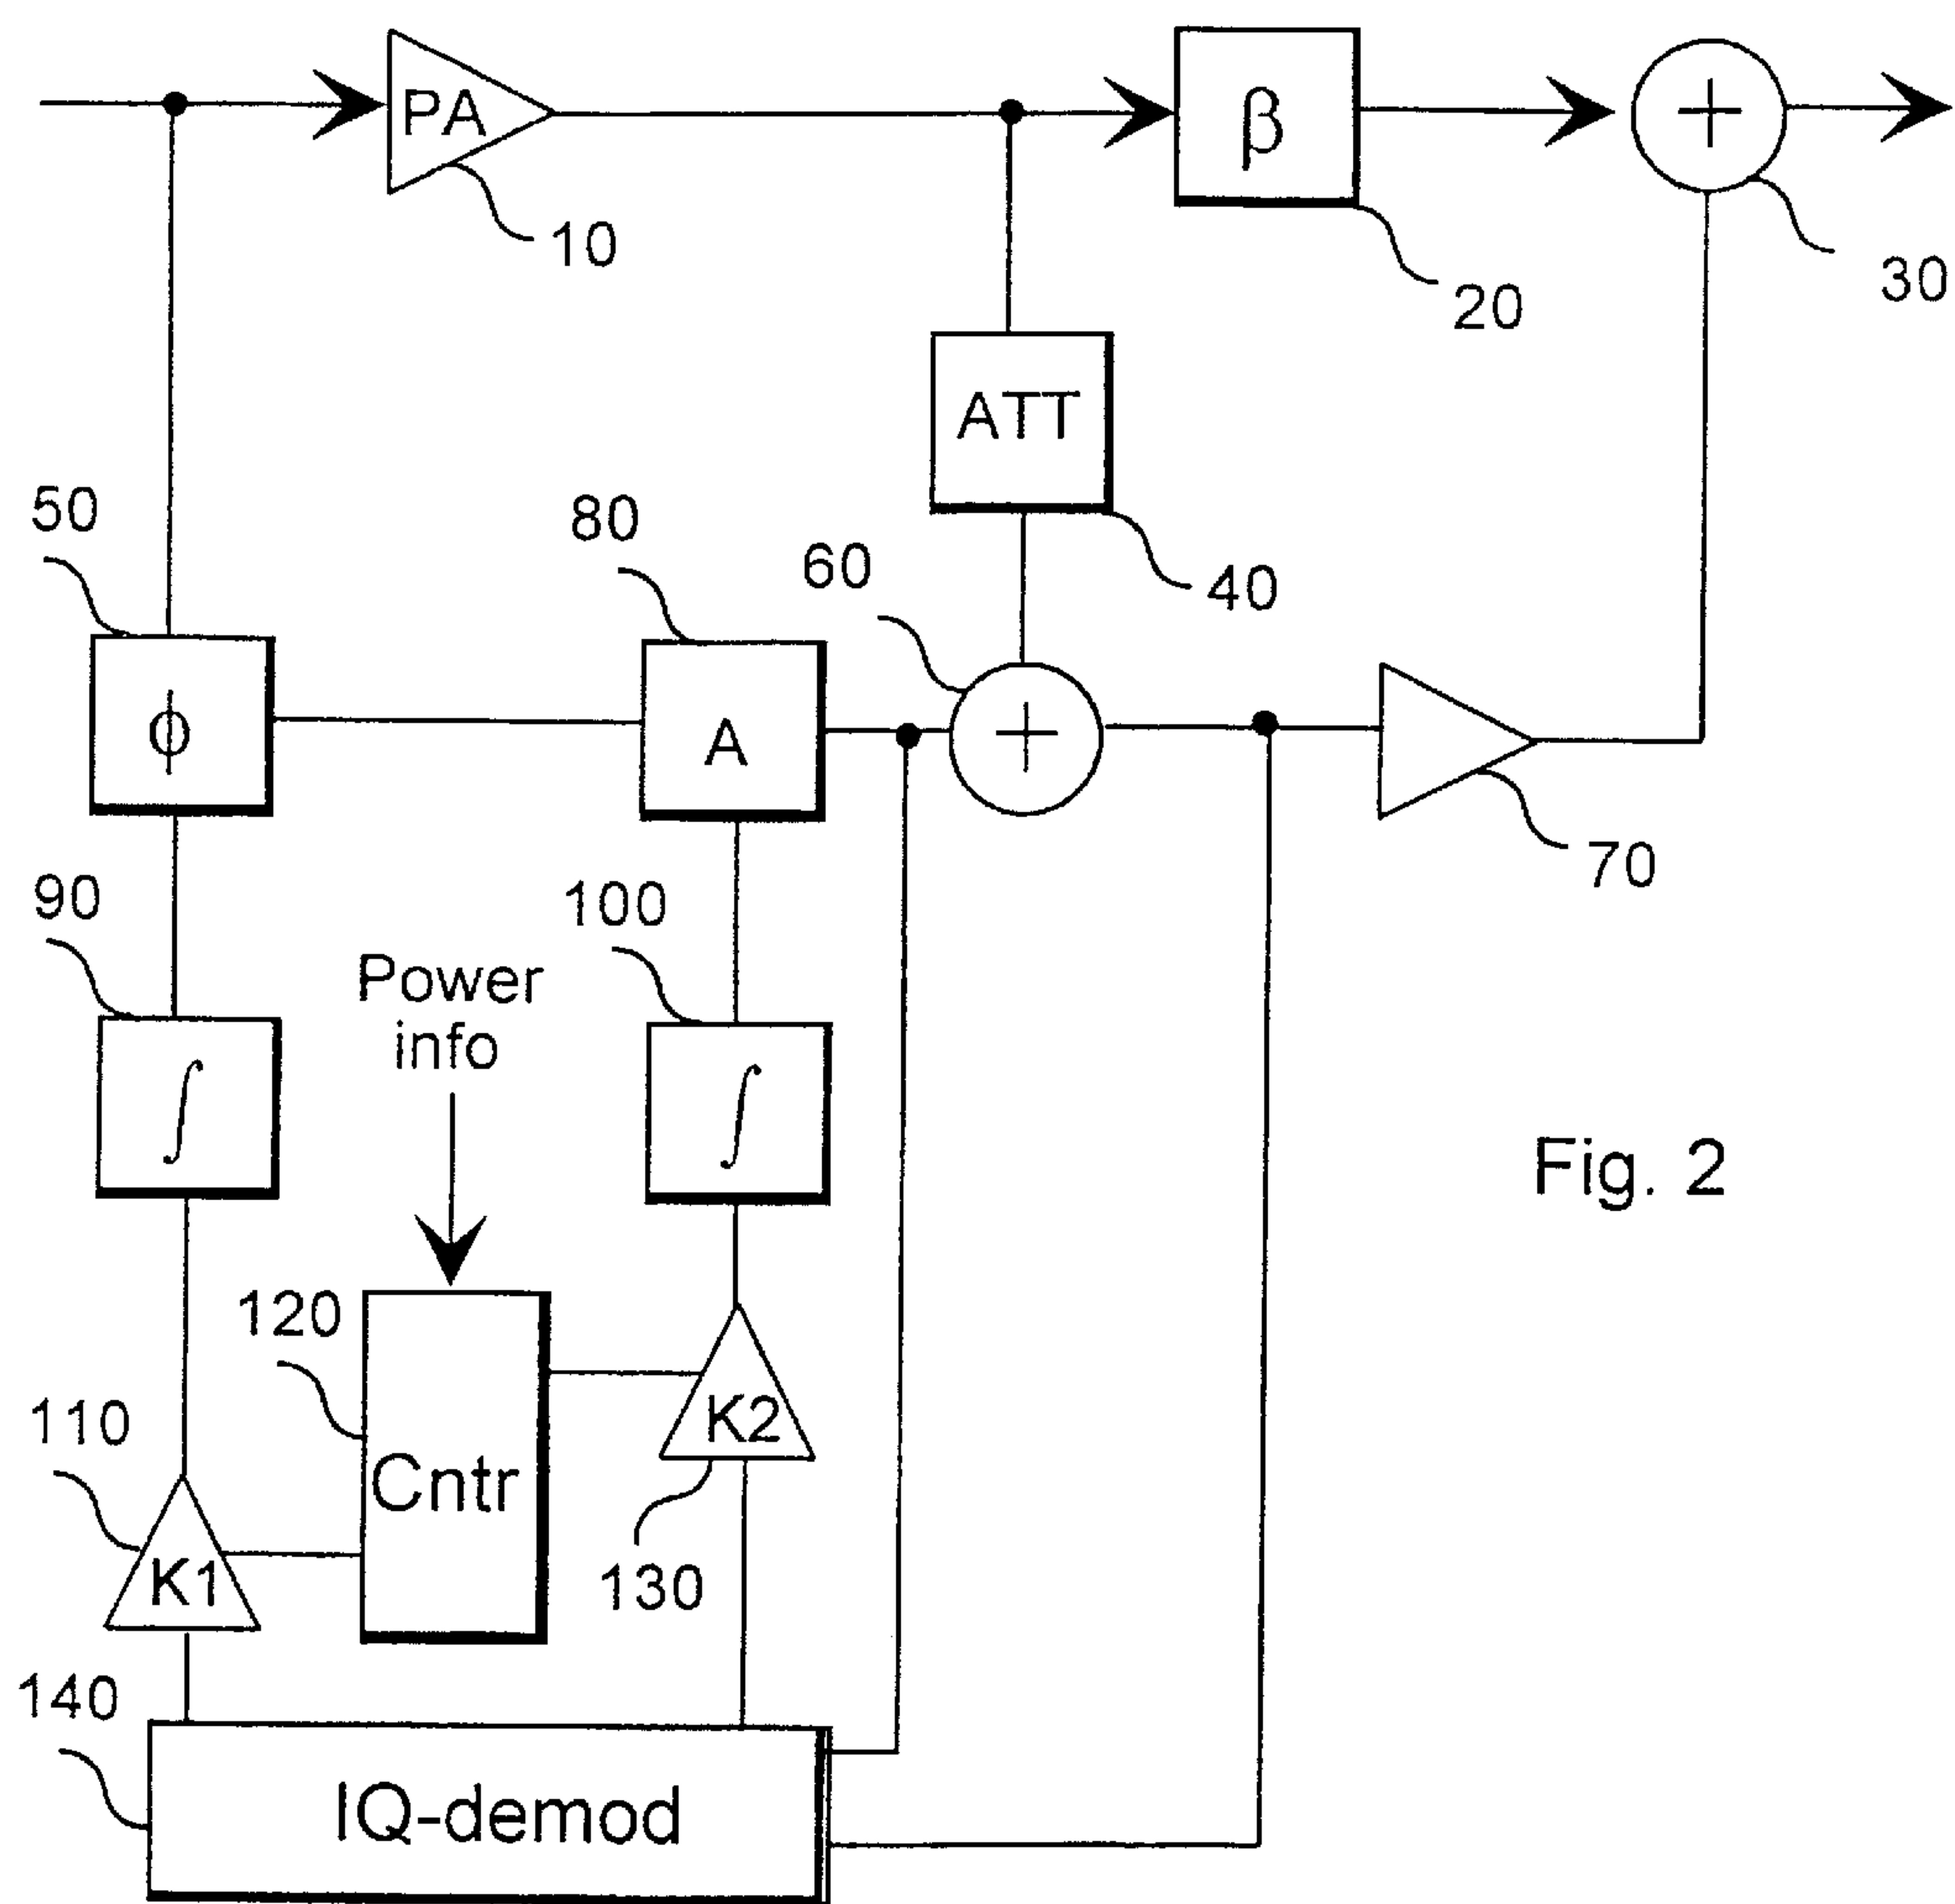 PA
β
10
20
30
ATT
50
80
60
40
ϕ
A
70
90
100
Power
info
∫
∫
Fig. 2
120
110
K2
Cntr
K1
130
140
IQ-demod